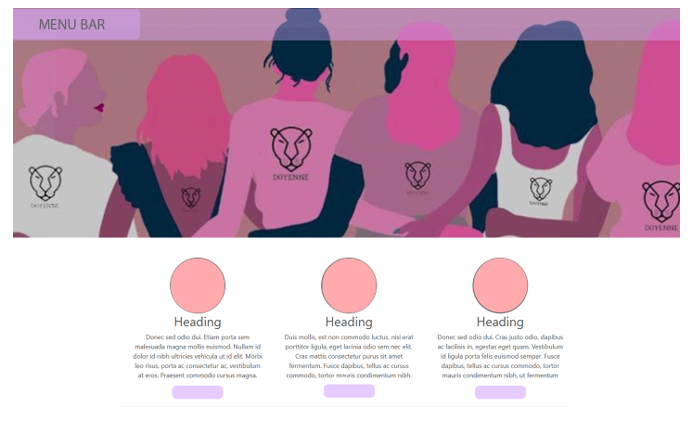 MENU BAR
DOYENNE
DOYENNE
DOYENNE
DOYENNE
DOYENNE
Heading
Donec sed odio dui. Etiam porta sem
malesuada magna mollis euismod. Nullam id
dolor id nibh ultricies vehicula ut id elit. Morbi
leo risus, porta ac consectetur ac, vestibulum
at eros. Praesent commodo cursus magna.
Heading
Duis mollis, est non commodo luctus, nisi erat
porttitor ligula, eget lacinia odio sem nec elit.
Cras mattis consectetur purus sit amet
fermentum. Fusce dapibus, tellus ac cursus
commodo, tortor mauris condimentum nibh.
Heading
Donec sed odio dui. Cras justo odio, dapibus
ac facilisis in, egestas eget quam. Vestibulum
id ligula porta felis euismod semper. Fusce
dapibus, tellus ac cursus commodo, tortor
mauris condimentum nibh, ut fermentum